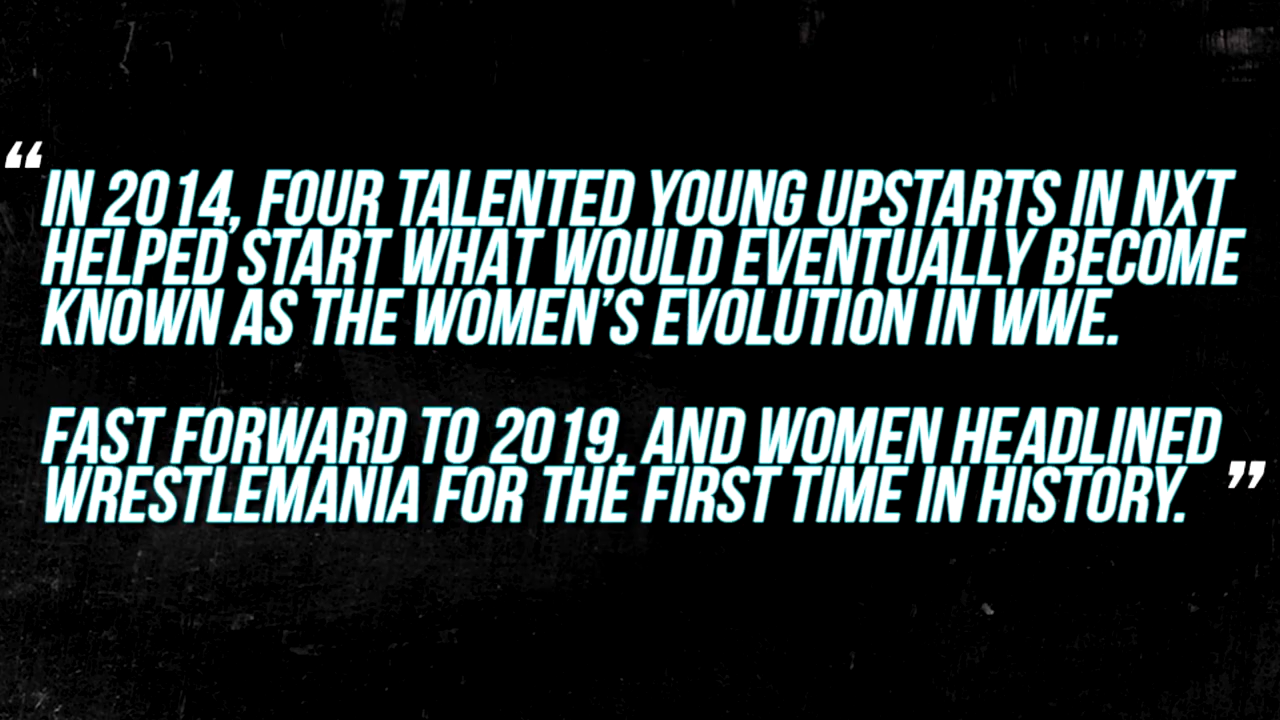 “IN 2014, FOUR TALENTED YOUNG UPSTARTS IN NXT
HELPED START WHAT WOULD EVENTUALLY BECOME
KNOWN AS THE WOMEN’S EVOLUTION IN WWE.
FAST FORWARD TO 2019, AND WOMEN HEADLINED
WRESTLEMANIA FOR THE FIRST TIME IN HISTORY.”